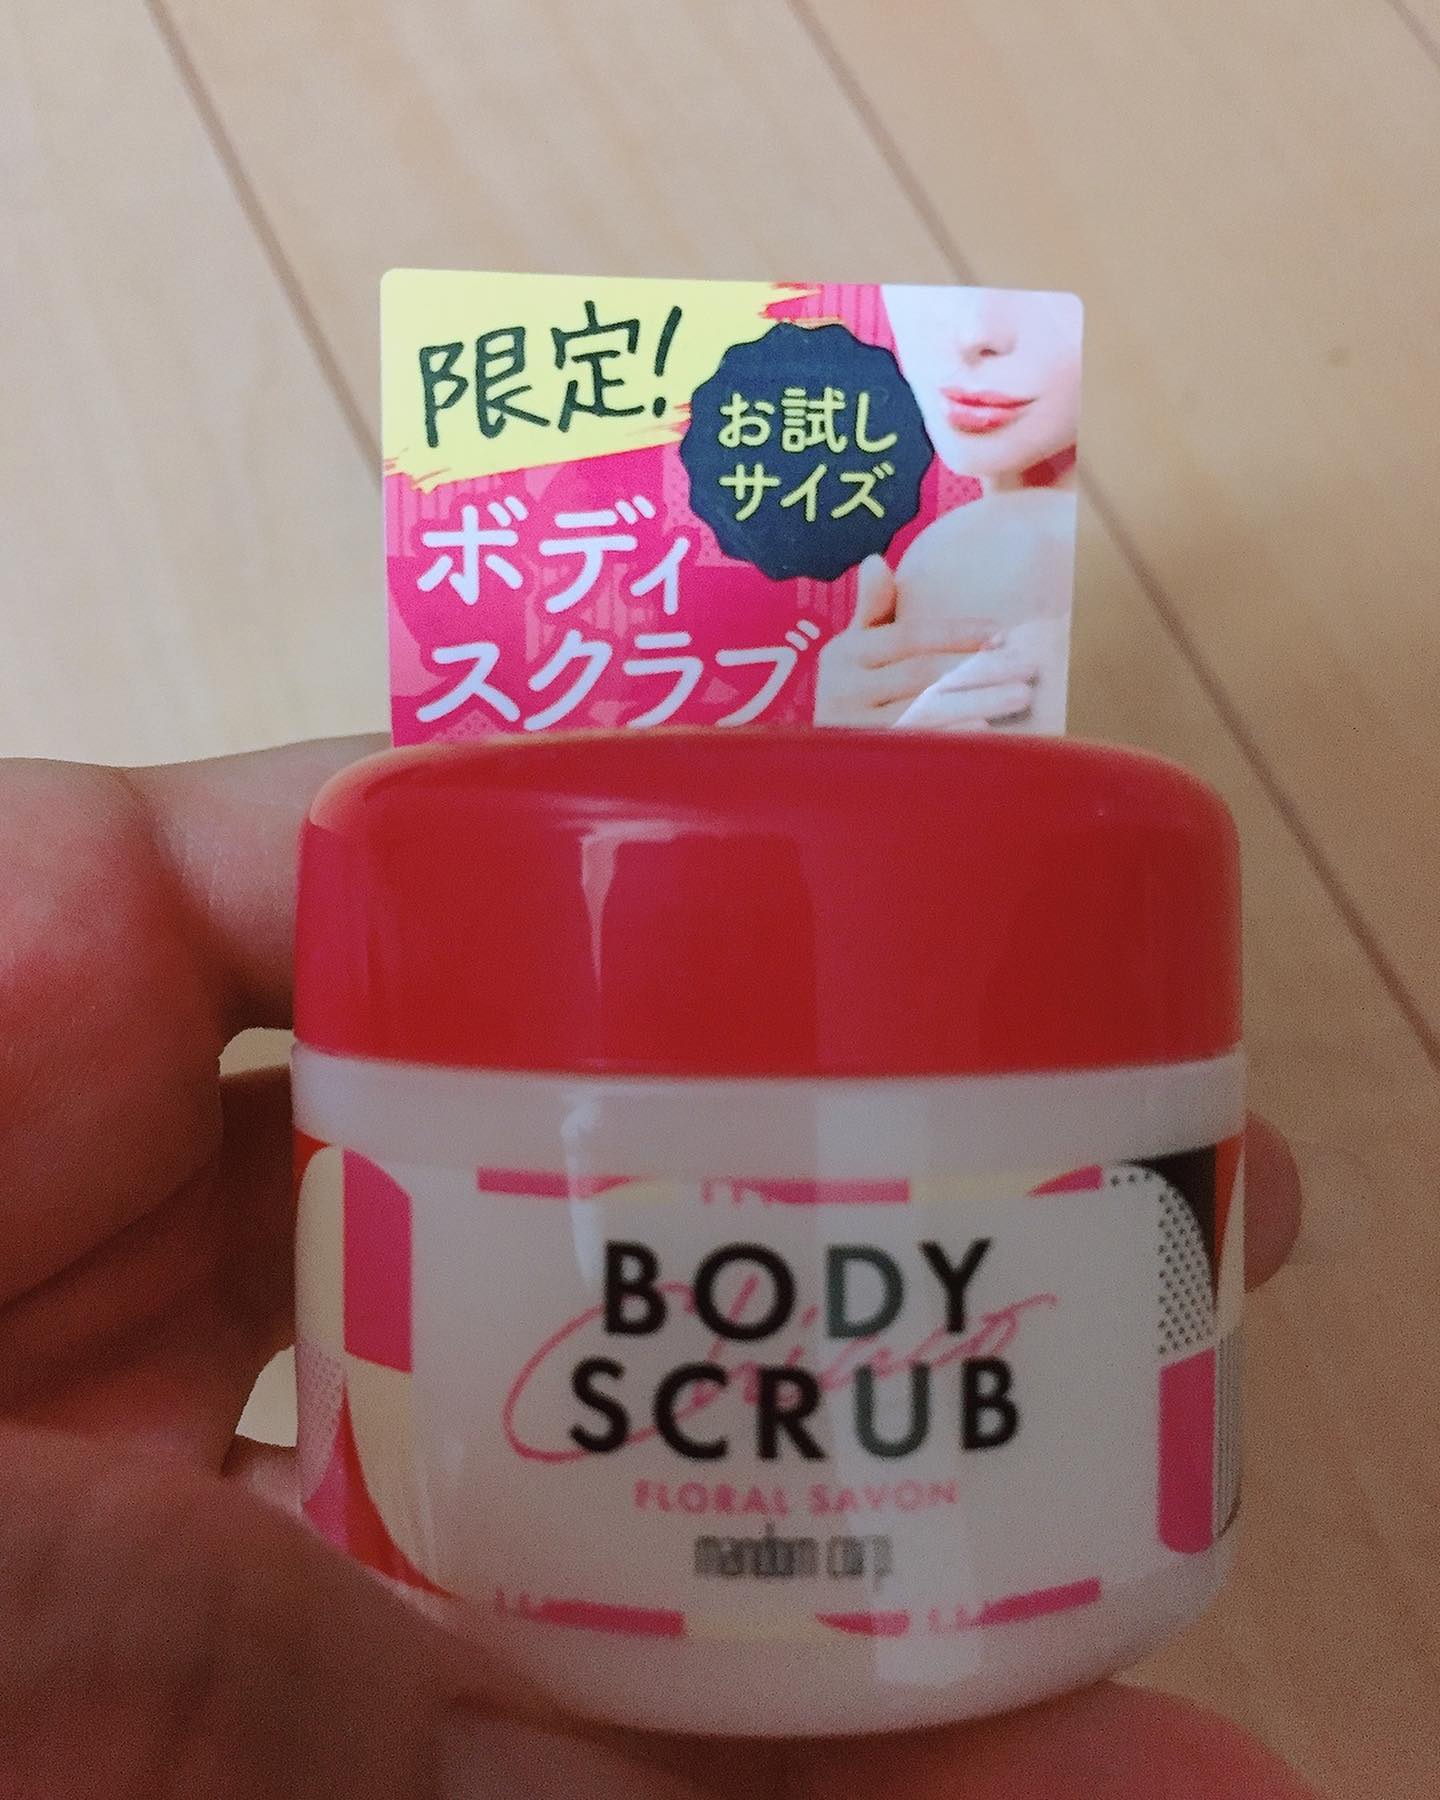 限定!
お試し
サイズ
ボディ
スクラブ
BODY
Chicca
SCRUB
FLORAL SAVON
mandom corp